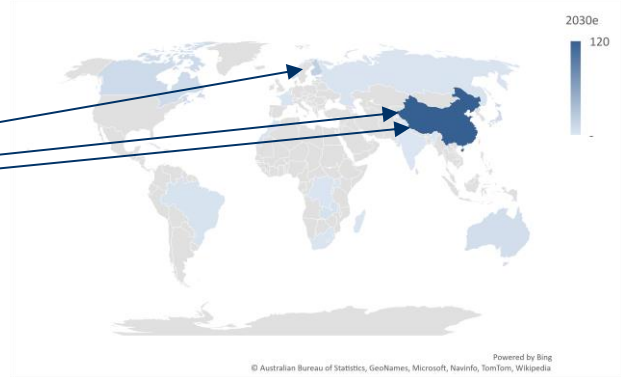 2030e
120
-
Powered by Bing
© Australian Bureau of Statistics, GeoNames, Microsoft, Navinfo, TomTom, Wikipedia